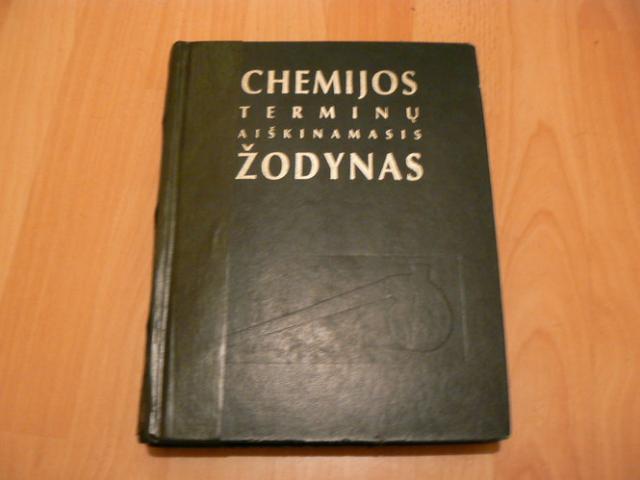 CHEMIJOS
TERMINŲ
AIŠKINAMASIS
ŽODYNAS